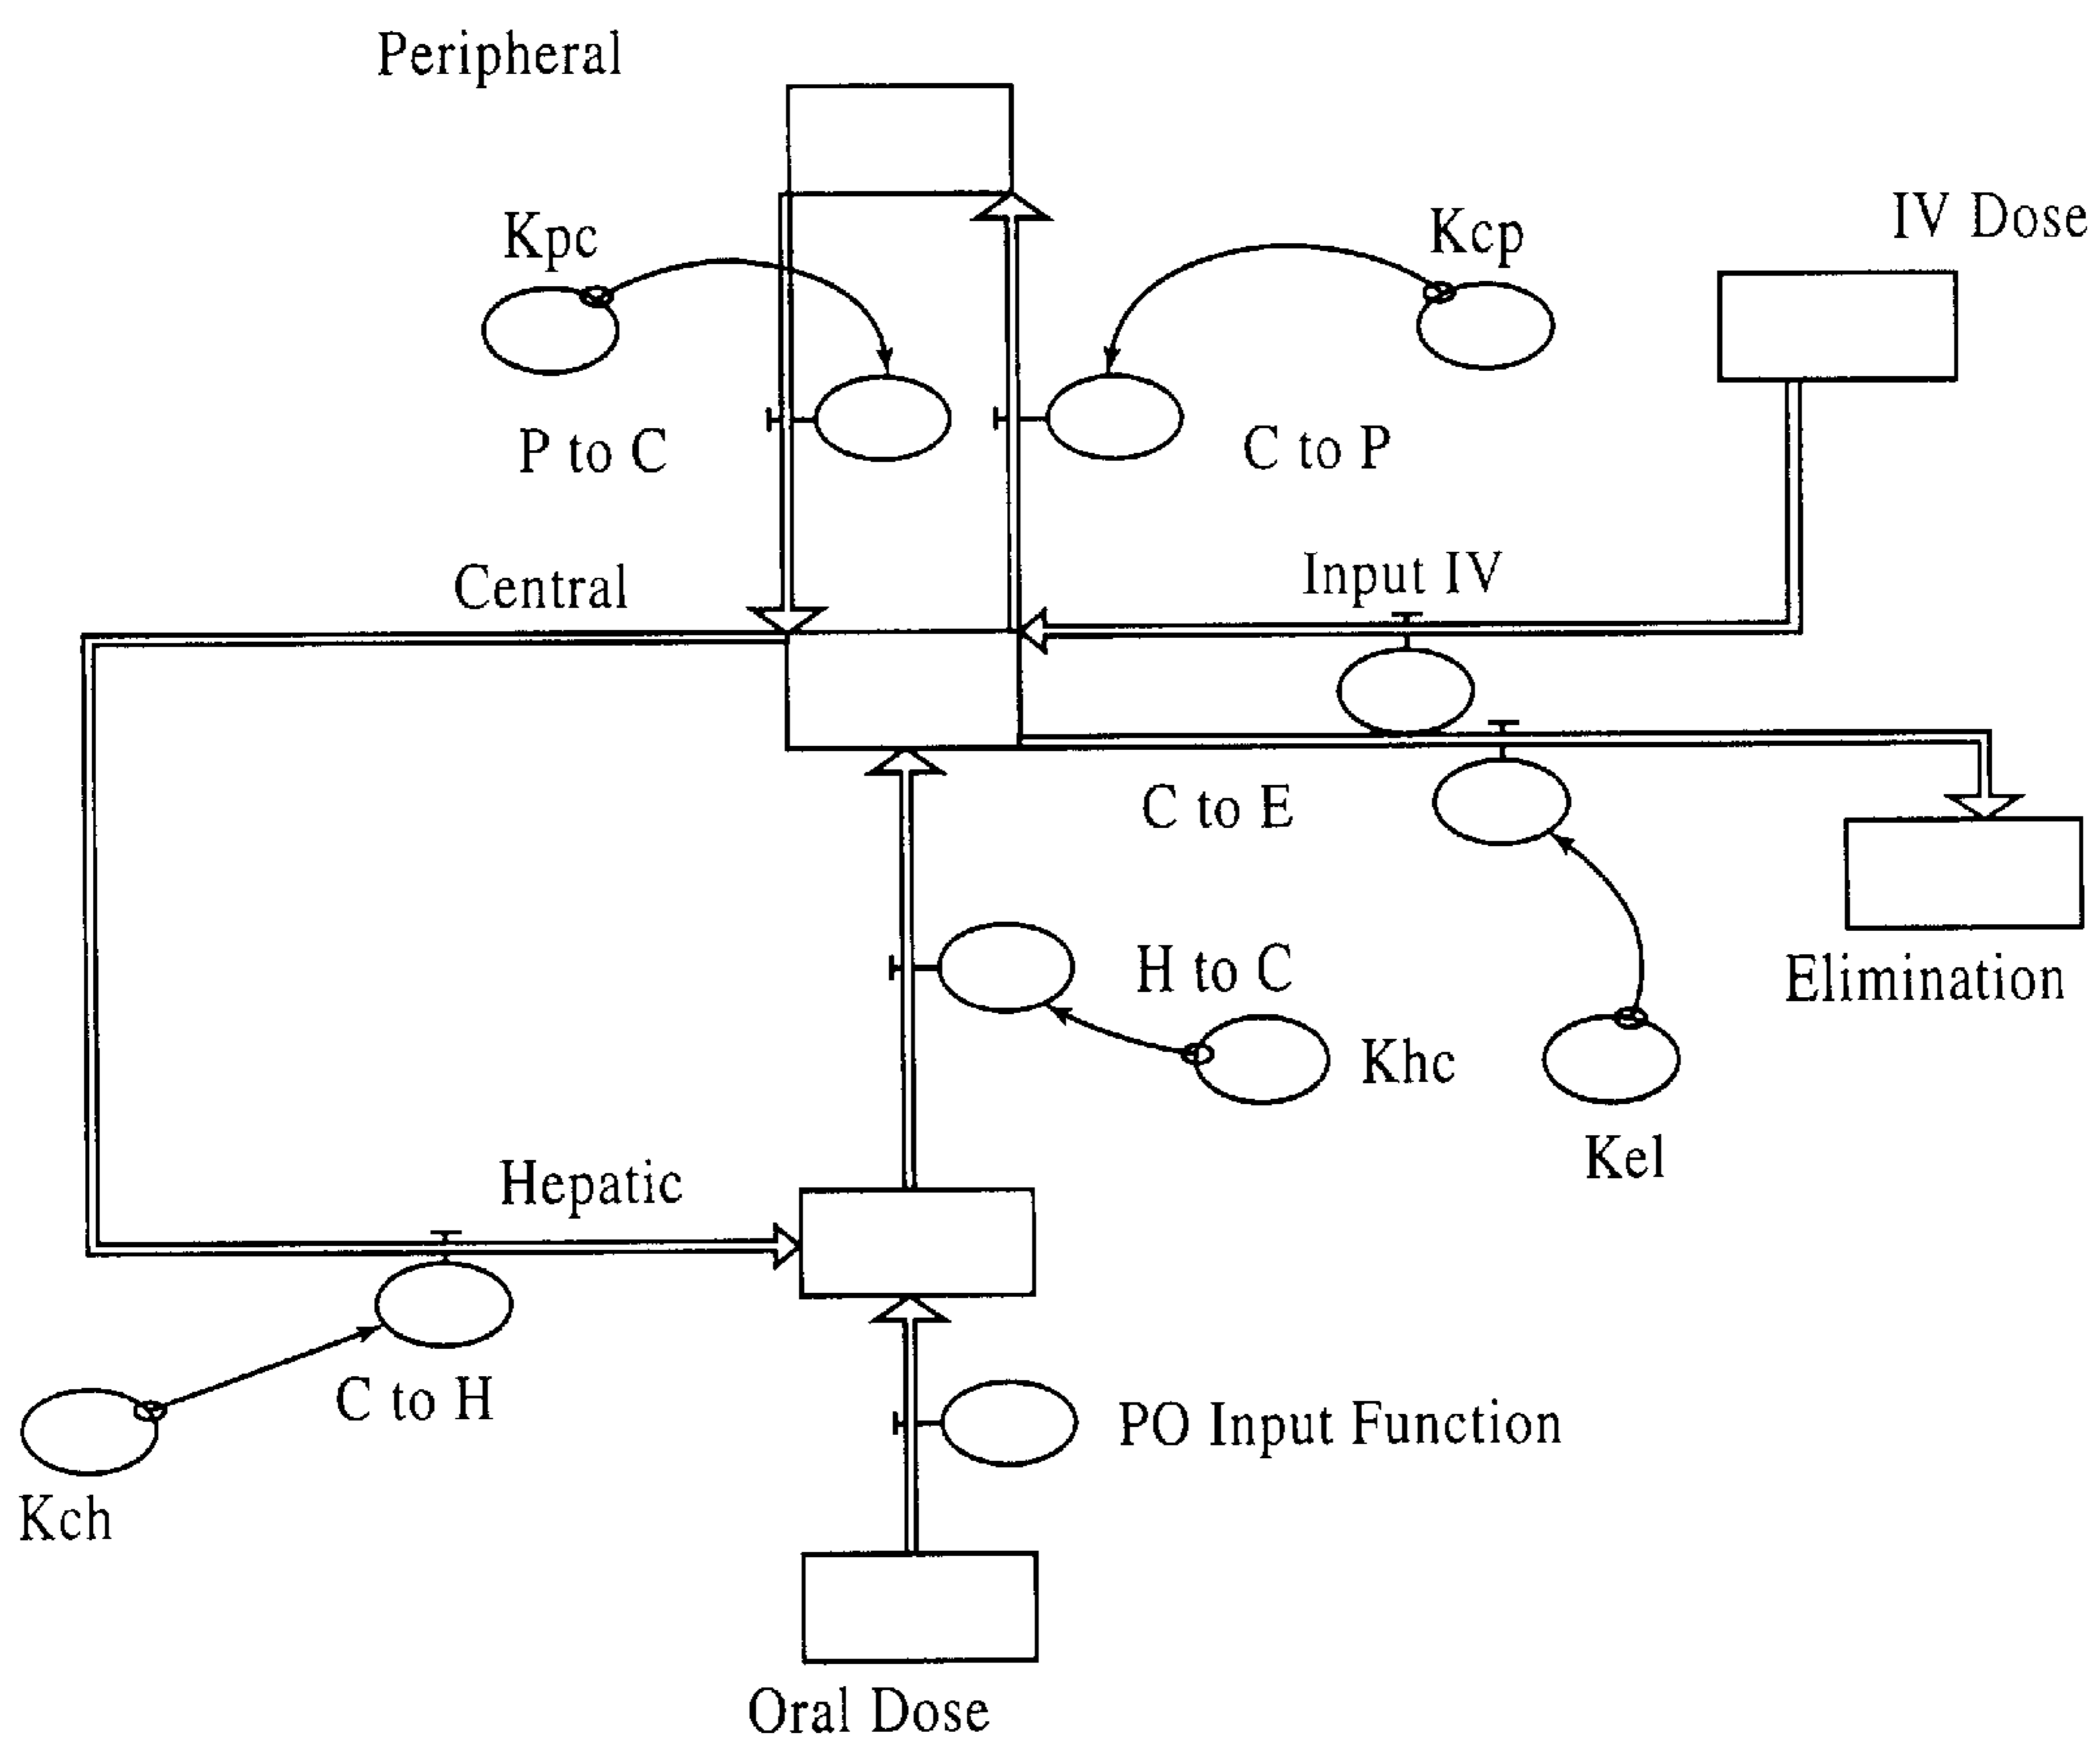 Peripheral
IV Dose
Kpc
Kcp
P to C
C to P
Central
Input IV
C to E
H to C
Elimination
Khc
Kel
Hepatic
C to H
PO Input Function
Kch
Oral Dose